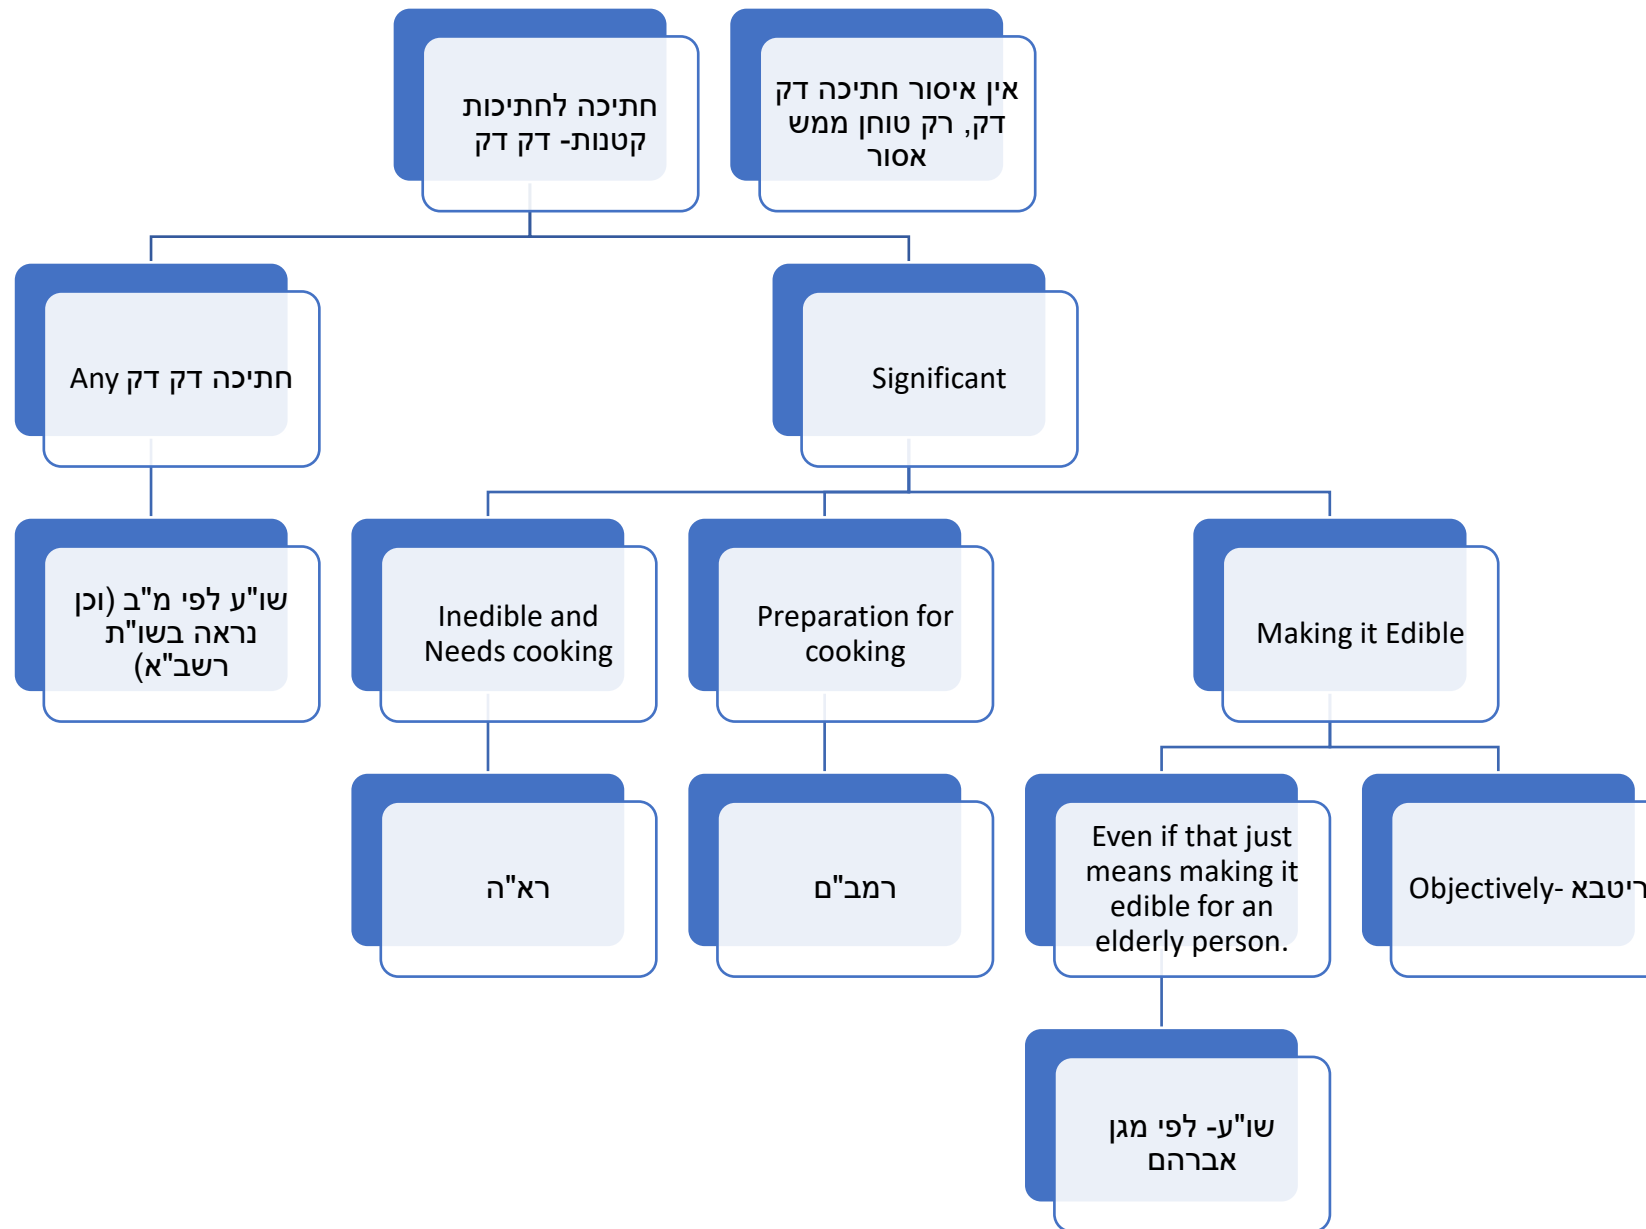 חתיכה לחתיכות
קטנות- דק דק
אין איסור חתיכה דק
דק, רק טוחן ממש
אסור
Any חתיכה דק דק
Significant
שו"ע לפי מ"ב (וכן
נראה בשו"ת
רשב"א)
Inedible and
Needs cooking
Preparation for
cooking
Making it Edible
רא"ה
רמב"ם
Even if that just
means making it
edible for an
elderly person.
Objectively- ריטבא
שו"ע- לפי מגן
אברהם